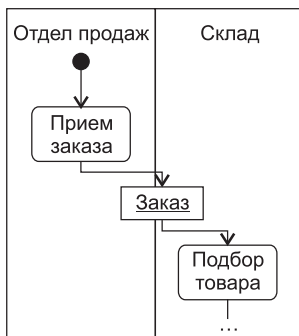 Отдел продаж
Склад
Прием
заказа
Заказ
Подбор
товара
...